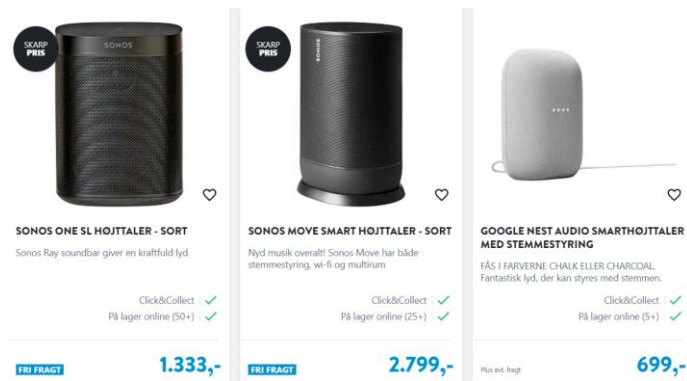 SKARP
PRIS
SONOS
SONOS ONE SL HØJTTALER - SORT
Sonos Ray soundbar giver en kraftfuld lyd
Click&Collect
På lager online (50+)
FRI FRAGT
1.333,-
SKARP
PRIS
SONOS
SONOS MOVE SMART HØJTTALER - SORT
Nyd musik overalt! Sonos Move har både
stemmestyring, wi-fi og multirum
Click&Collect
På lager online (25+)
FRI FRAGT
2.799,-
GOOGLE NEST AUDIO SMARTHØJTTALER
MED STEMMESTYRING
FÅS I FARVERNE CHALK ELLER CHARCOAL.
Fantastisk lyd, der kan styres med stemmen.
Click&Collect
På lager online (5+)
Plus evt. fragt
699,-